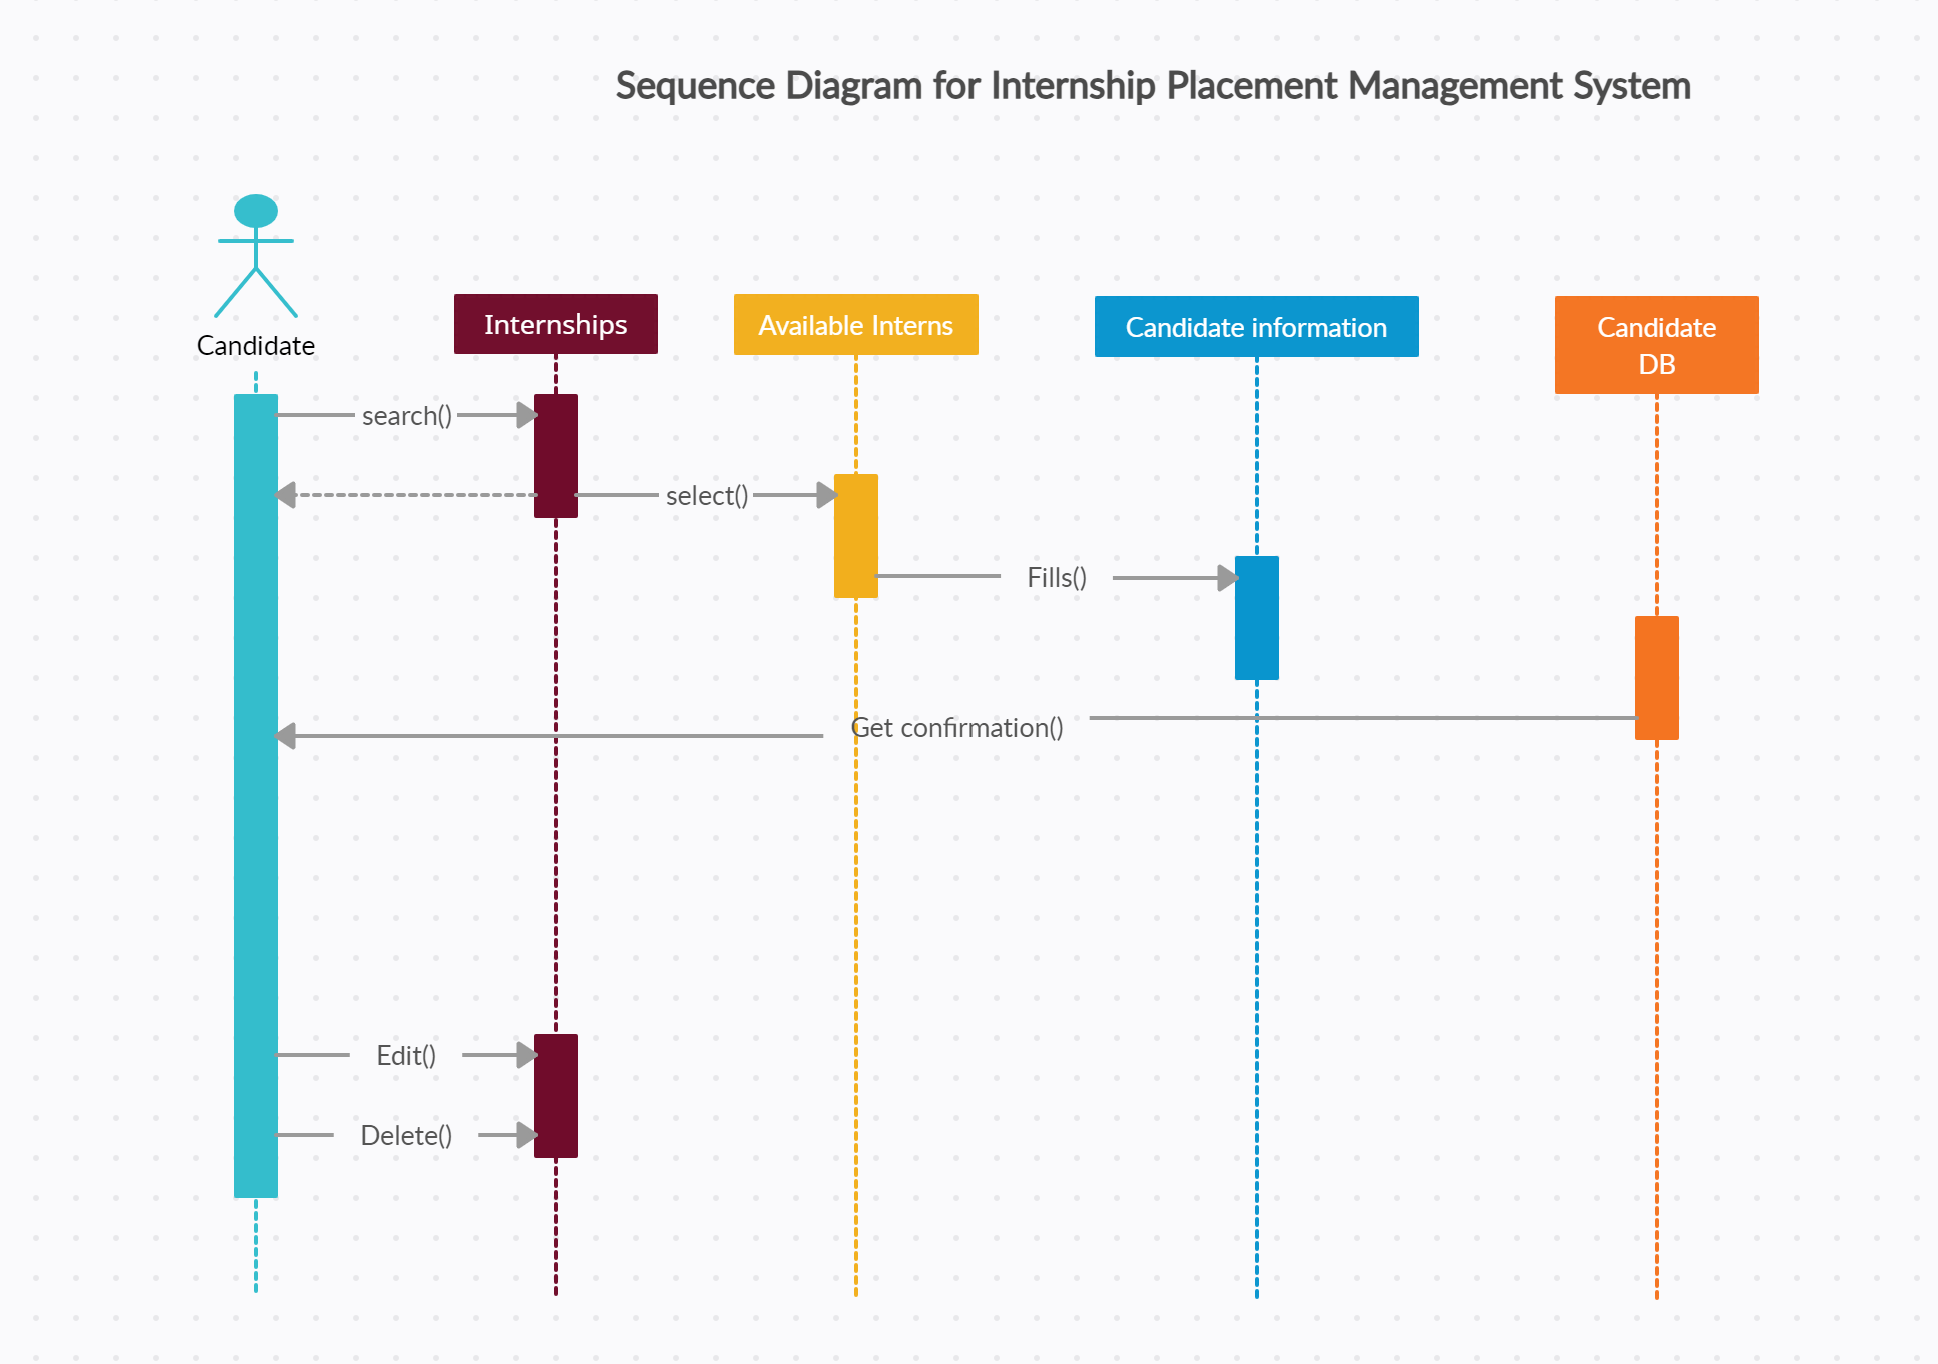 Sequence Diagram for Internship Placement Management System
Candidate
Internships
Available Interns
Candidate information
Candidate
DB
search()
select()
Fills()
Get confirmation()
Edit()
Delete()